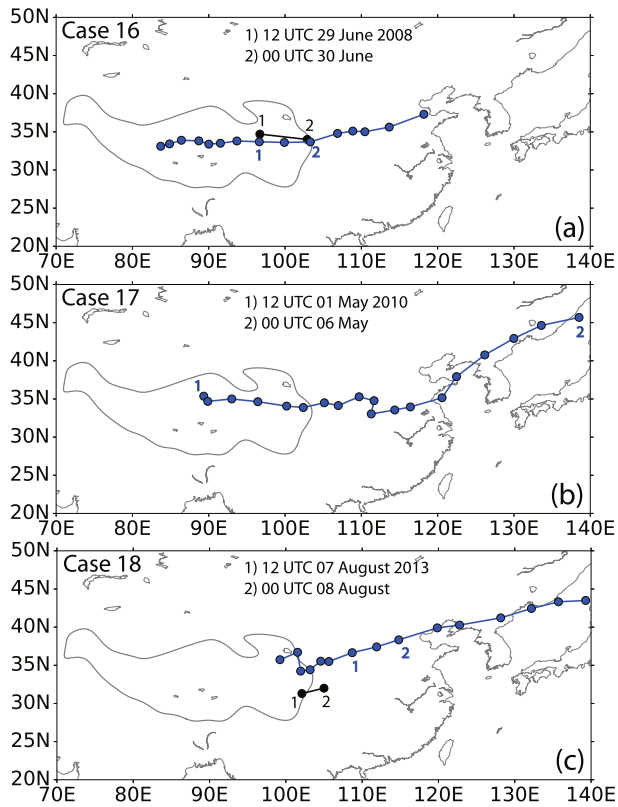 50N
Case 16
1) 12 UTC 29 June 2008
45N
2) 00 UTC 30 June
40N
1
2
35N
1
2
30N
25N
(a)
20N
70E 80E 90E 100E 110E 120E 130E 140E
50N
Case 17
1) 12 UTC 01 May 2010
45N
2) 00 UTC 06 May
2
40N
1
35N
30N
25N
(b)
20N
70E 80E 90E 100E 110E 120E 130E 140E
50N
Case 18
1) 12 UTC 07 August 2013
45N
2) 00 UTC 08 August
40N
2
1
35N
30N
1 2
25N
(c)
20N
70E 80E 90E 100E 110E 120E 130E 140E